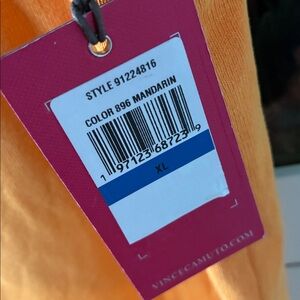 STYLE 91224816
COLOR 896 MANDARIN
1 97123 68723 9
XL
VINCECAMUTO.COM